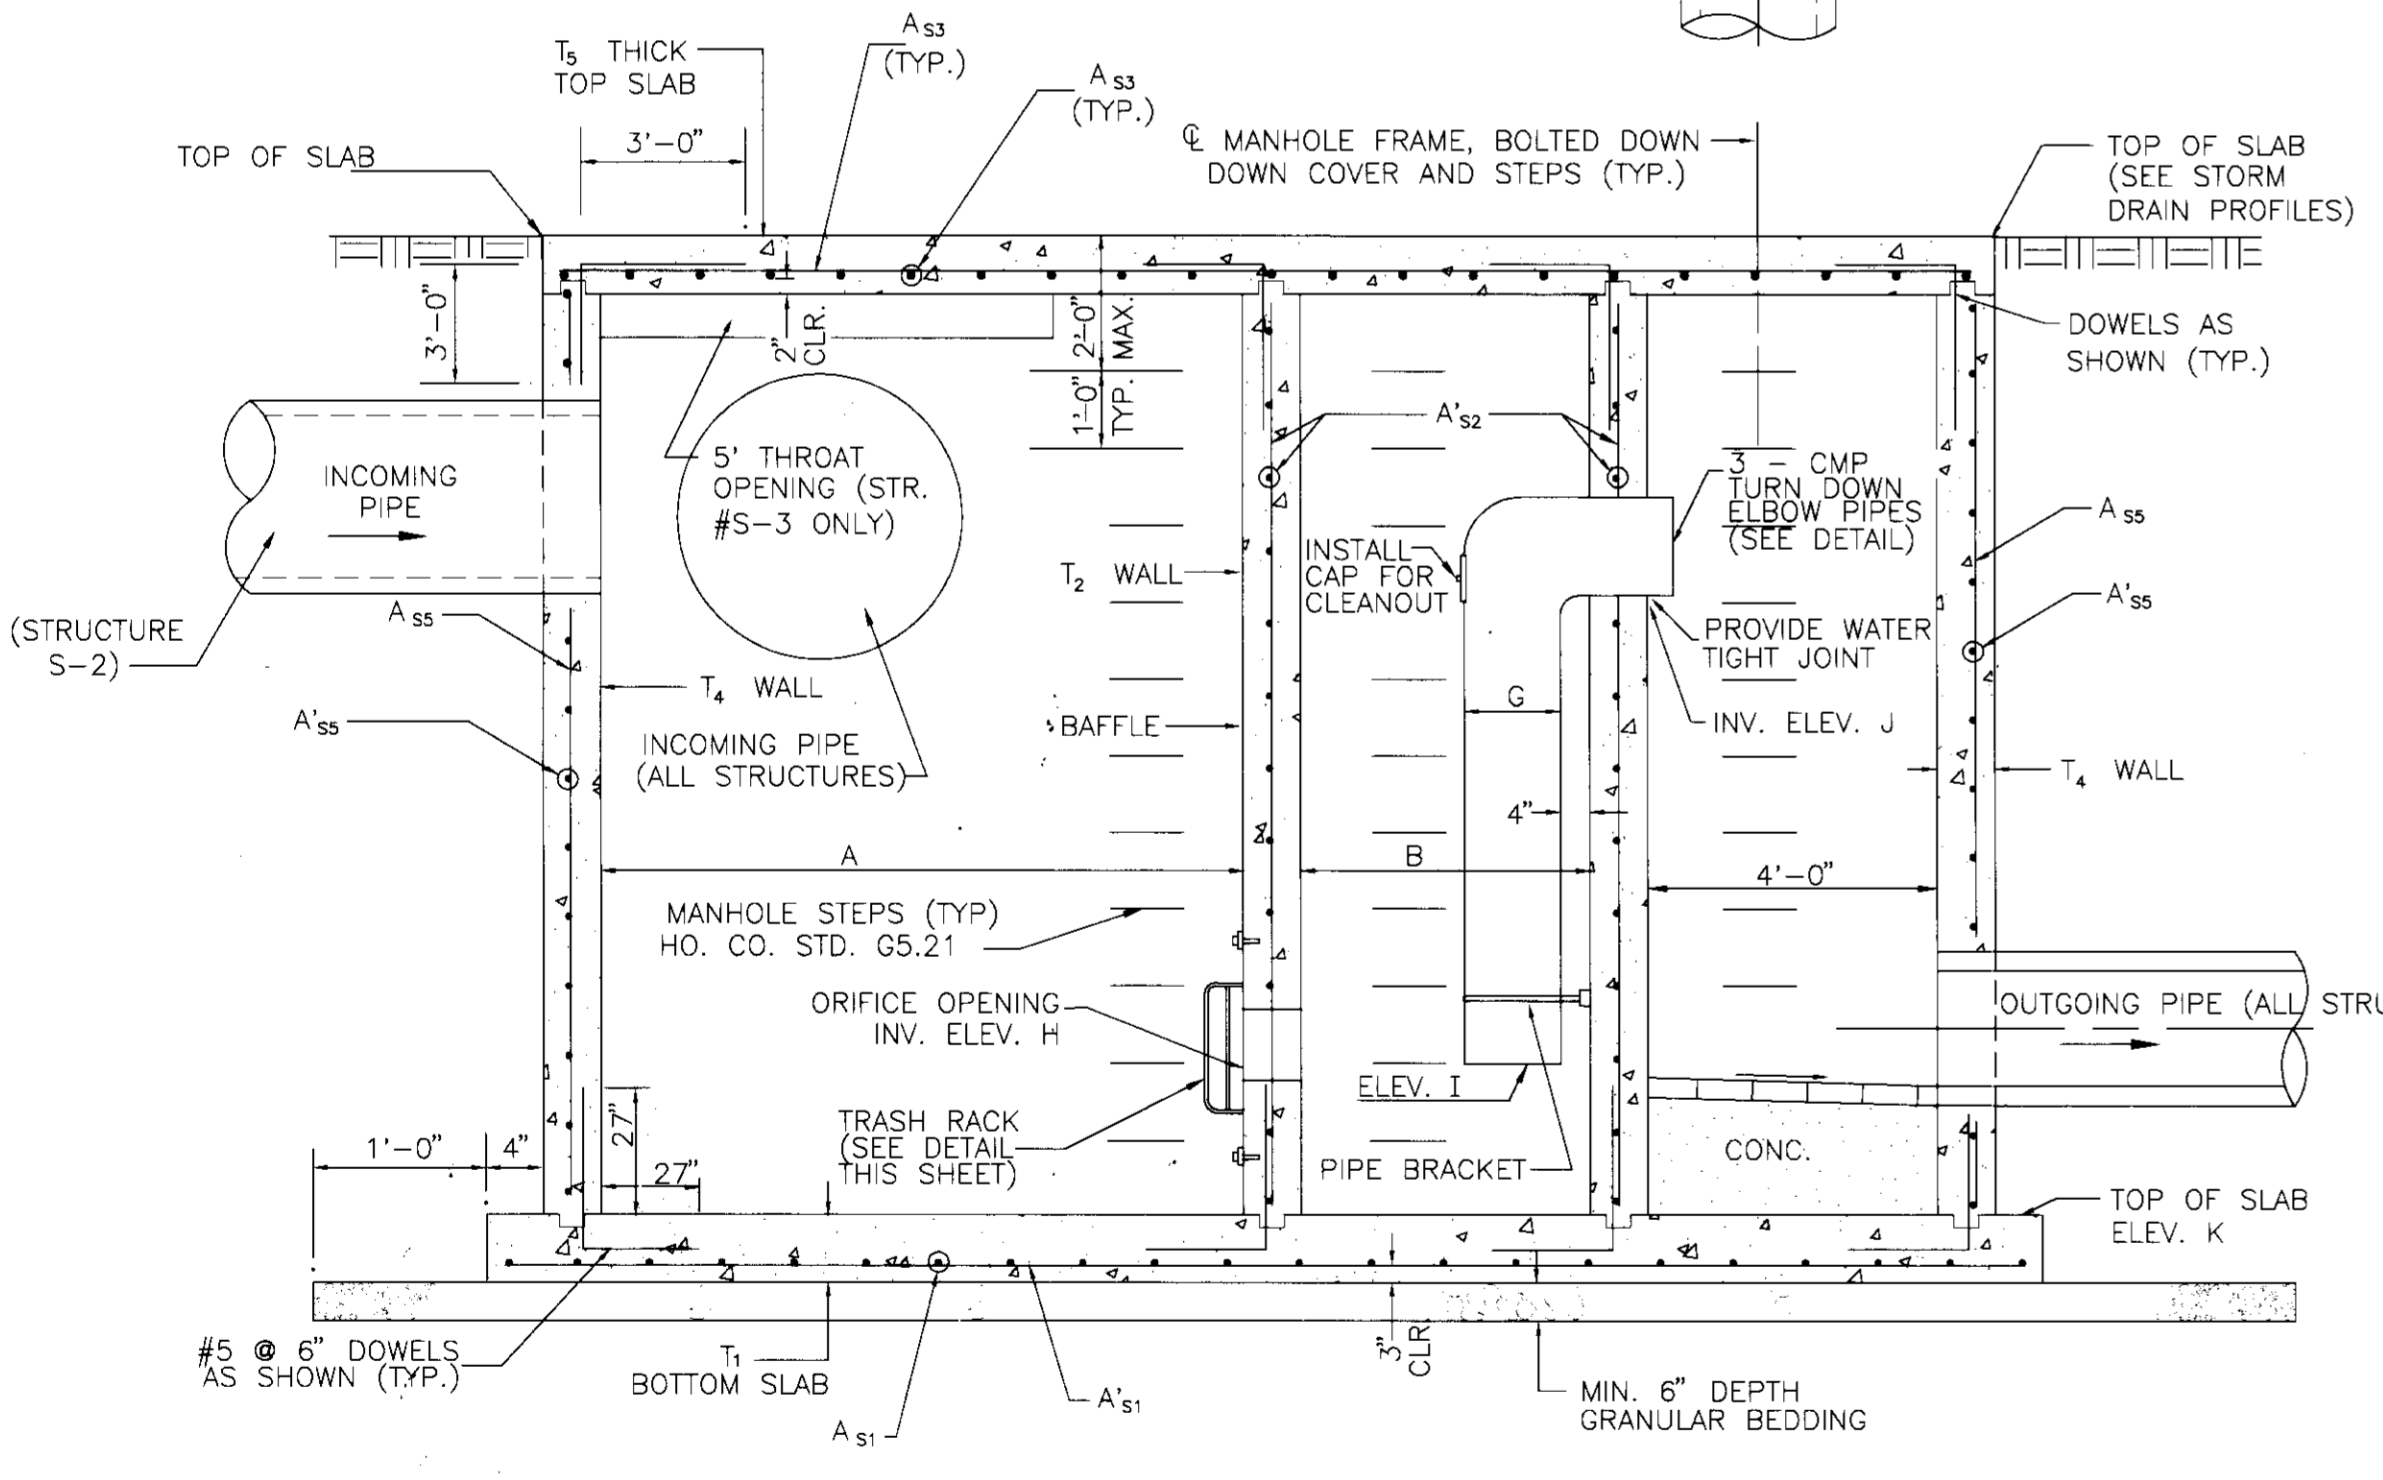 T5 THICK
TOP SLAB
AS3
(TYP.)
AS3
(TYP.)
3'-0"
TOP OF SLAB
℄ MANHOLE FRAME, BOLTED DOWN
DOWN COVER AND STEPS (TYP.)
TOP OF SLAB
(SEE STORM
DRAIN PROFILES)
3'-0"
2"
CLR.
2'-0"
MAX.
1'-0"
TYP.
DOWELS AS
SHOWN (TYP.)
INCOMING
PIPE
5' THROAT
OPENING (STR.
#S-3 ONLY)
A'S2
3 - CMP
TURN DOWN
ELBOW PIPES
(SEE DETAIL)
AS5
INSTALL
CAP FOR
CLEANOUT
T2 WALL
A'S5
(STRUCTURE
S-2)
AS5
PROVIDE WATER
TIGHT JOINT
T4 WALL
G
A'S5
BAFFLE
INV. ELEV. J
INCOMING PIPE
(ALL STRUCTURES)
T4 WALL
4"
A
B
4'-0"
MANHOLE STEPS (TYP)
HO. CO. STD. G5.21
ORIFICE OPENING
INV. ELEV. H
OUTGOING PIPE (ALL STRU
ELEV. I
TRASH RACK
(SEE DETAIL
THIS SHEET)
27"
27"
1'-0"
4"
PIPE BRACKET
CONC.
TOP OF SLAB
ELEV. K
#5 @ 6" DOWELS
AS SHOWN (TYP.)
T1
BOTTOM SLAB
3"
CLR
A'S1
AS1
MIN. 6" DEPTH
GRANULAR BEDDING